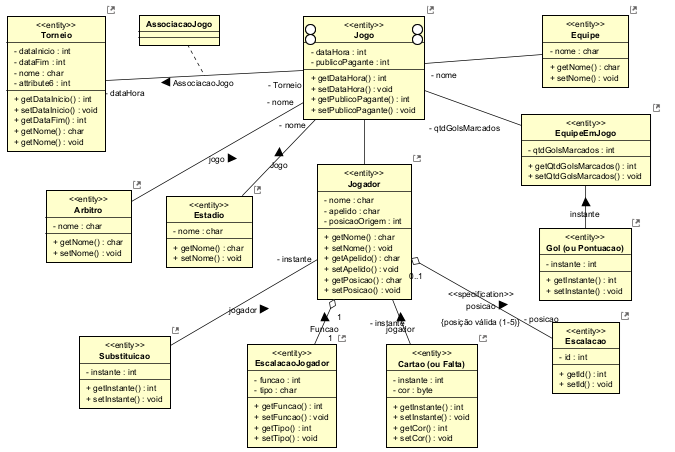 <<entity>>
Torneio
- dataInicio : int
- dataFim : int
- nome : char
- attribute6 : int
+ getDataInicio() : int
+ setDataInicio() : void
+ getDataFim() : int
+ getNome() : char
+ getNome() : void
AssociacaoJogo
<<entity>>
Jogo
- dataHora : int
- publicoPagante : int
+ getDataHora() : int
+ setDataHora() : void
+ getPublicoPagante() : int
+ setPublicoPagante() : void
<<entity>>
Equipe
- nome : char
+ getNome() : char
+ setNome() : void
- dataHora
AssociacaoJogo
- Torneio
- nome
- nome
- nome
- qtdGolsMarcados
<<entity>>
EquipeEmJogo
- qtdGolsMarcados : int
+ getQtdGolsMarcados() : int
+ setQtdGolsMarcados() : void
jogo
Jogo
<<entity>>
Arbitro
- nome : char
+ getNome() : char
+ setNome() : void
<<entity>>
Estadio
- nome : char
+ getNome() : char
+ setNome() : void
<<entity>>
Jogador
- nome : char
- apelido : char
- posicaoOrigem : int
+ getNome() : char
+ setNome() : void
+ getApelido() : char
+ setApelido() : void
+ getPosicao() : char
+ setPosicao() : void
instante
<<entity>>
Gol (ou Pontuacao)
- instante : int
+ getInstante() : int
+ setInstante() : void
- instante
jogador
0..1
<<specification>>
posicao
{posição válida (1-5)}
- posicao
1
Funcao
1
- instante
jogador
<<entity>>
Substituicao
- instante : int
+ getInstante() : int
+ setInstante() : void
<<entity>>
EscalacaoJogador
- funcao : int
- tipo : char
+ getFuncao() : int
+ setFuncao() : void
+ getTipo() : int
+ setTipo() : void
<<entity>>
Cartao (ou Falta)
- instante : int
- cor : byte
+ getInstante() : int
+ setInstante() : void
+ getCor() : int
+ setCor() : void
<<entity>>
Escalacao
- id : int
+ getId() : int
+ setId() : void